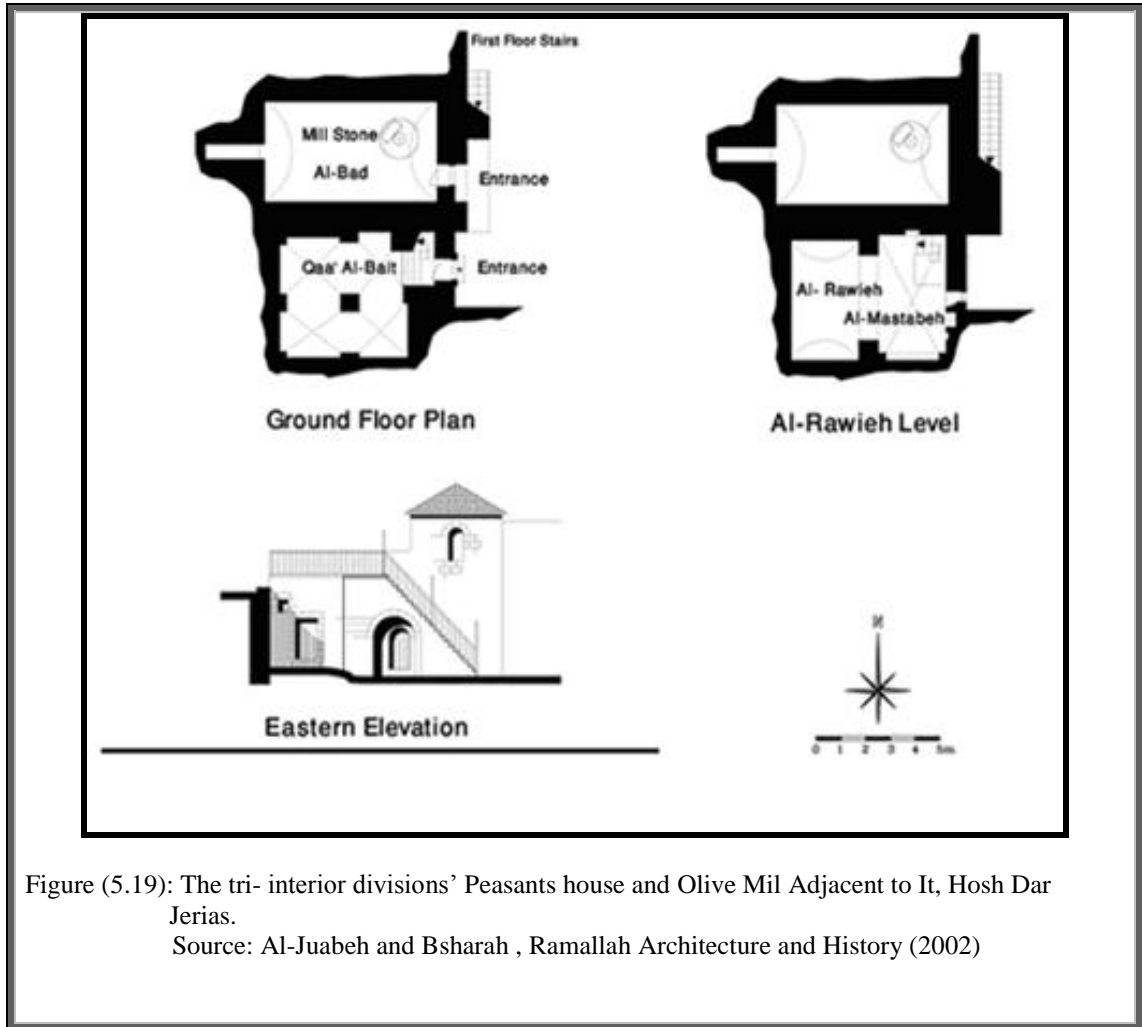 First Floor Stairs
Mill Stone
Al-Bad
Entrance
Qaa' Al-Bait
Entrance
Ground Floor Plan
Al- Rawieh
Al-Mastabeh
Al-Rawieh Level
Eastern Elevation
N
0 1 2 3 4 5m.
Figure (5.19): The tri- interior divisions’ Peasants house and Olive Mil Adjacent to It, Hosh Dar
Jerias.
Source: Al-Juabeh and Bsharah , Ramallah Architecture and History (2002)